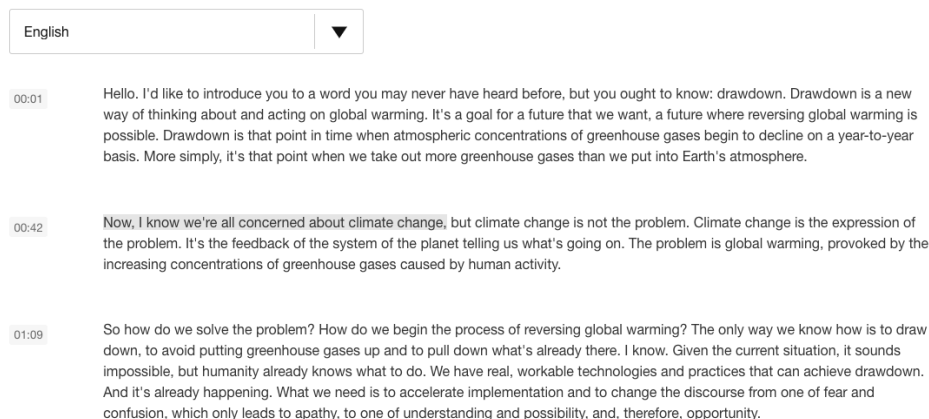 English
00:01
Hello. I'd like to introduce you to a word you may never have heard before, but you ought to know: drawdown. Drawdown is a new
way of thinking about and acting on global warming. It's a goal for a future that we want, a future where reversing global warming is
possible. Drawdown is that point in time when atmospheric concentrations of greenhouse gases begin to decline on a year-to-year
basis. More simply, it's that point when we take out more greenhouse gases than we put into Earth's atmosphere.
00:42
Now, I know we're all concerned about climate change, but climate change is not the problem. Climate change is the expression of
the problem. It's the feedback of the system of the planet telling us what's going on. The problem is global warming, provoked by the
increasing concentrations of greenhouse gases caused by human activity.
01:09
So how do we solve the problem? How do we begin the process of reversing global warming? The only way we know how is to draw
down, to avoid putting greenhouse gases up and to pull down what's already there. I know. Given the current situation, it sounds
impossible, but humanity already knows what to do. We have real, workable technologies and practices that can achieve drawdown.
And it's already happening. What we need is to accelerate implementation and to change the discourse from one of fear and
confusion, which only leads to apathy, to one of understanding and possibility, and, therefore, opportunity.